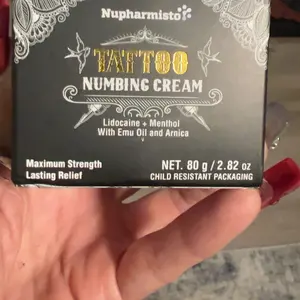 Nupharmisto
TATTOO
NUMBING CREAM
Lidocaine + Menthol
With Emu Oil and Arnica
Maximum Strength
Lasting Relief
NET. 80 g / 2.82 oz
CHILD RESISTANT PACKAGING